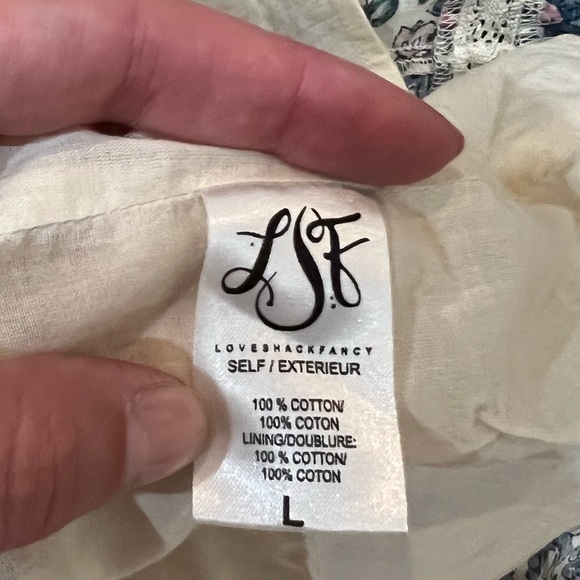 LSF
LOVESHACKFANCY
SELF / EXTERIEUR
100 % COTTON/
100% COTON
LINING/DOUBLURE:
100 % COTTON/
100% COTON
L